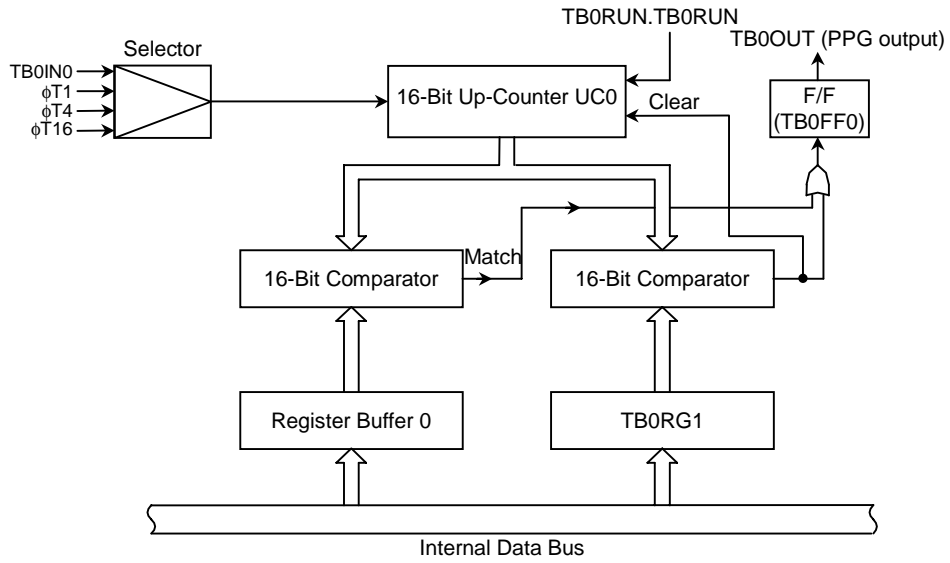 TB0RUN.TB0RUN
TB0OUT (PPG output)
Selector
TB0IN0
φT1
φT4
φT16
16-Bit Up-Counter UC0
Clear
F/F
(TB0FF0)
16-Bit Comparator
Match
16-Bit Comparator
Register Buffer 0
TB0RG1
Internal Data Bus